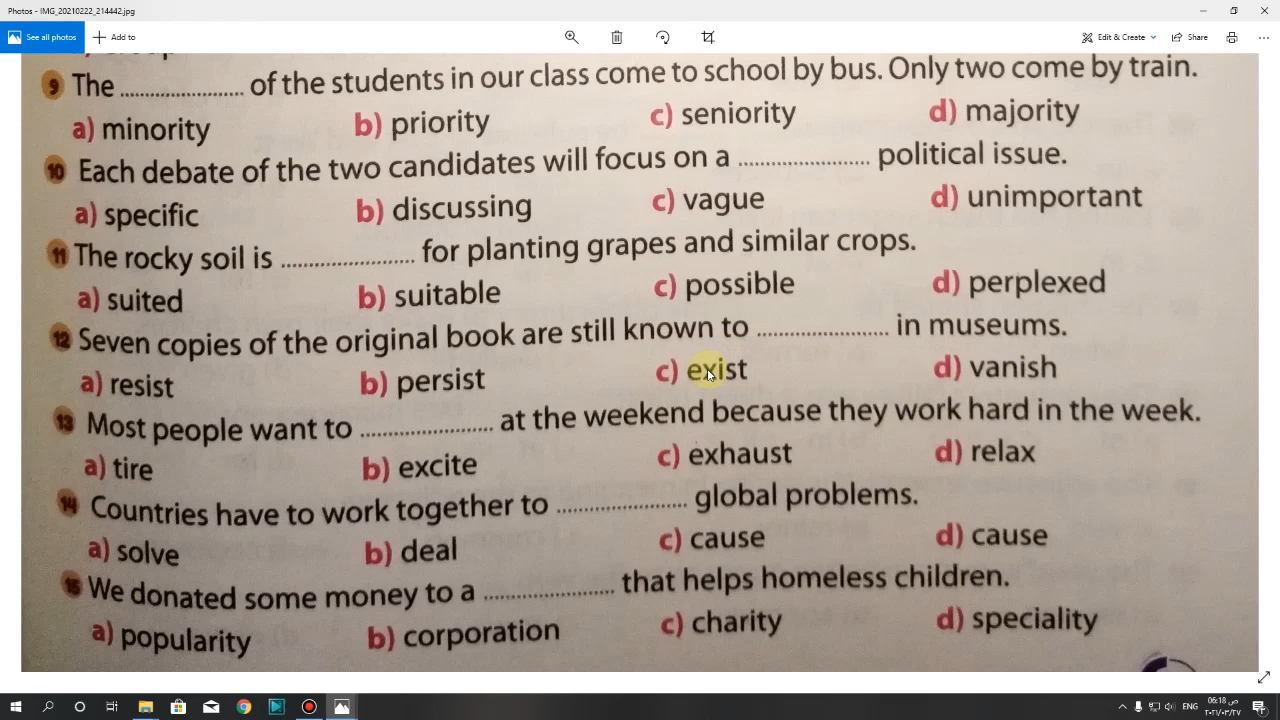 Photos - IMG_20210222_214442.jpg
See all photos
Add to
Edit & Create
Share
9 The ...................... of the students in our class come to school by bus. Only two come by train.
a) minority b) priority c) seniority d) majority
10 Each debate of the two candidates will focus on a ...................... political issue.
a) specific b) discussing c) vague d) unimportant
11 The rocky soil is ...................... for planting grapes and similar crops.
a) suited b) suitable c) possible d) perplexed
12 Seven copies of the original book are still known to ...................... in museums.
a) resist b) persist c) exist d) vanish
13 Most people want to ...................... at the weekend because they work hard in the week.
a) tire b) excite c) exhaust d) relax
14 Countries have to work together to ...................... global problems.
a) solve b) deal c) cause d) cause
15 We donated some money to a ...................... that helps homeless children.
a) popularity b) corporation c) charity d) speciality
ENG
06:18 ص
٢٠٢١/٠٣/٢٧